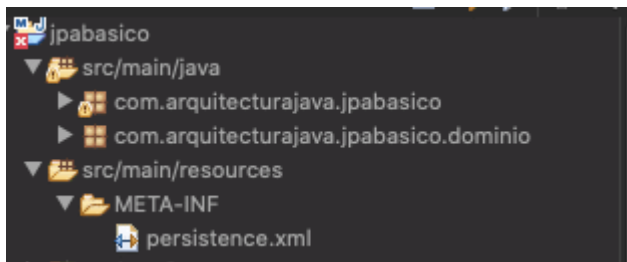 jpabasico
src/main/java
com.arquitecturajava.jpabasico
com.arquitecturajava.jpabasico.dominio
src/main/resources
META-INF
persistence.xml